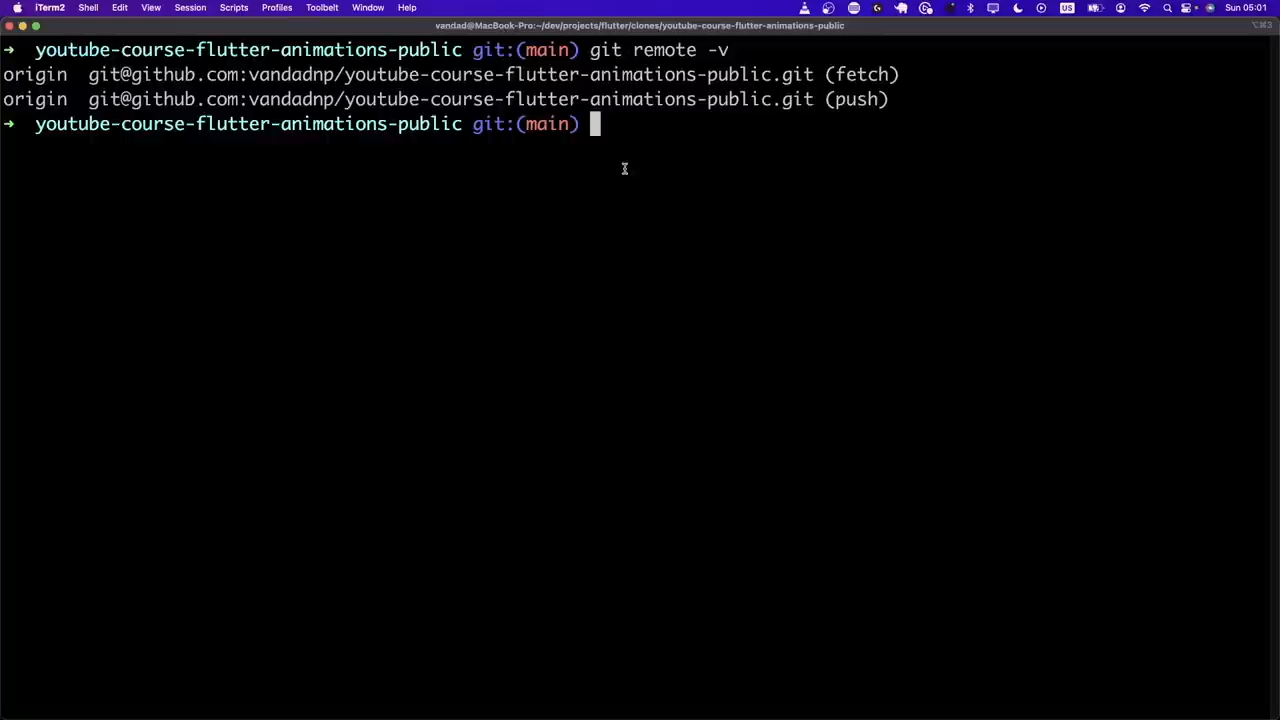 iTerm2 Shell Edit View Session Scripts Profiles Toolbelt Window Help US Sun 05:01
vandad@MacBook-Pro:~/dev/projects/flutter/clones/youtube-course-flutter-animations-public ⌥⌘3
➜ youtube-course-flutter-animations-public git:(main) git remote -v
origin git@github.com:vandadnp/youtube-course-flutter-animations-public.git (fetch)
origin git@github.com:vandadnp/youtube-course-flutter-animations-public.git (push)
➜ youtube-course-flutter-animations-public git:(main)